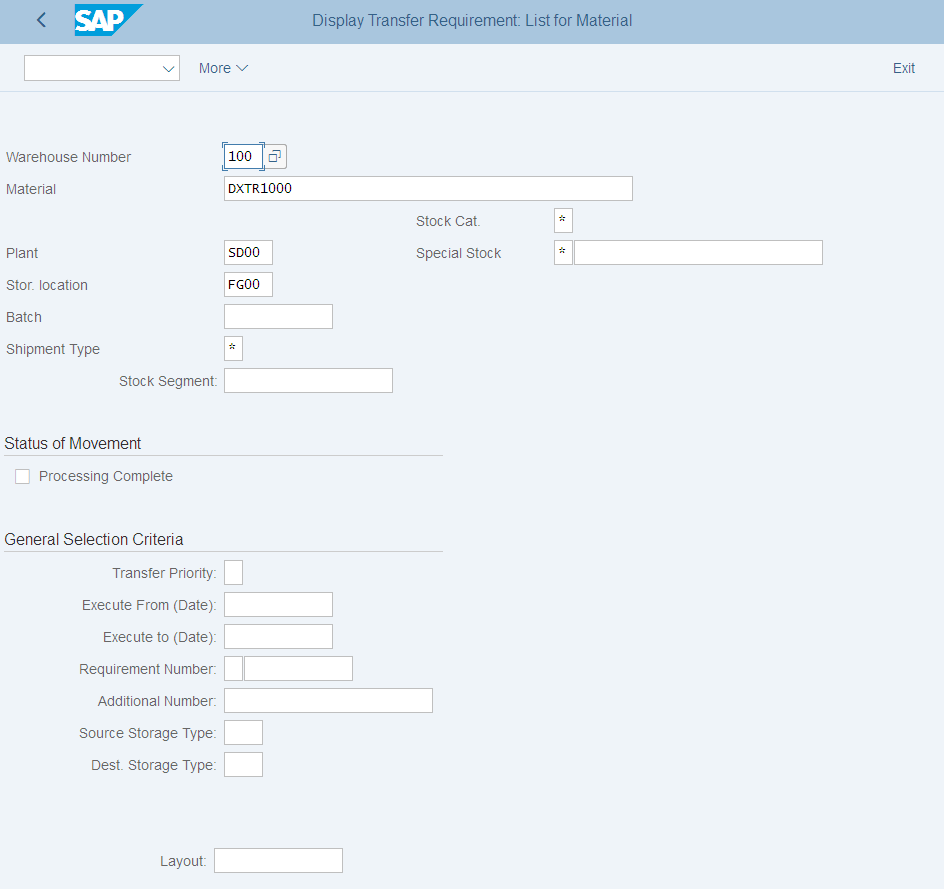 SAP Display Transfer Requirement: List for Material
More Exit
Warehouse Number 100
Material DXTR1000
Stock Cat. *
Plant SD00 Special Stock *
Stor. location FG00
Batch
Shipment Type *
Stock Segment:
Status of Movement
Processing Complete
General Selection Criteria
Transfer Priority:
Execute From (Date):
Execute to (Date):
Requirement Number:
Additional Number:
Source Storage Type:
Dest. Storage Type:
Layout: